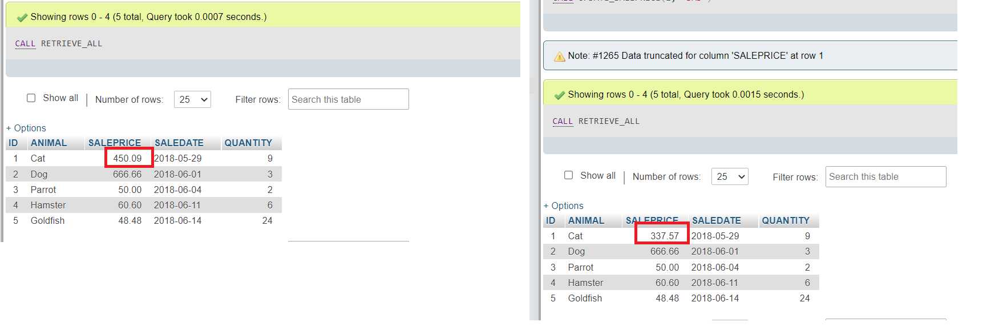 Showing rows 0 - 4 (5 total, Query took 0.0007 seconds.)
CALL RETRIEVE_ALL
Show all | Number of rows: 25 Filter rows: Search this table
+ Options
ID ANIMAL SALEPRICE SALEDATE QUANTITY
1 Cat 450.09 2018-05-29 9
2 Dog 666.66 2018-06-01 3
3 Parrot 50.00 2018-06-04 2
4 Hamster 60.60 2018-06-11 6
5 Goldfish 48.48 2018-06-14 24
Note: #1265 Data truncated for column 'SALEPRICE' at row 1
Showing rows 0 - 4 (5 total, Query took 0.0015 seconds.)
CALL RETRIEVE_ALL
Show all | Number of rows: 25 Filter rows: Search this table
+ Options
ID ANIMAL SALEPRICE SALEDATE QUANTITY
1 Cat 337.57 2018-05-29 9
2 Dog 666.66 2018-06-01 3
3 Parrot 50.00 2018-06-04 2
4 Hamster 60.60 2018-06-11 6
5 Goldfish 48.48 2018-06-14 24